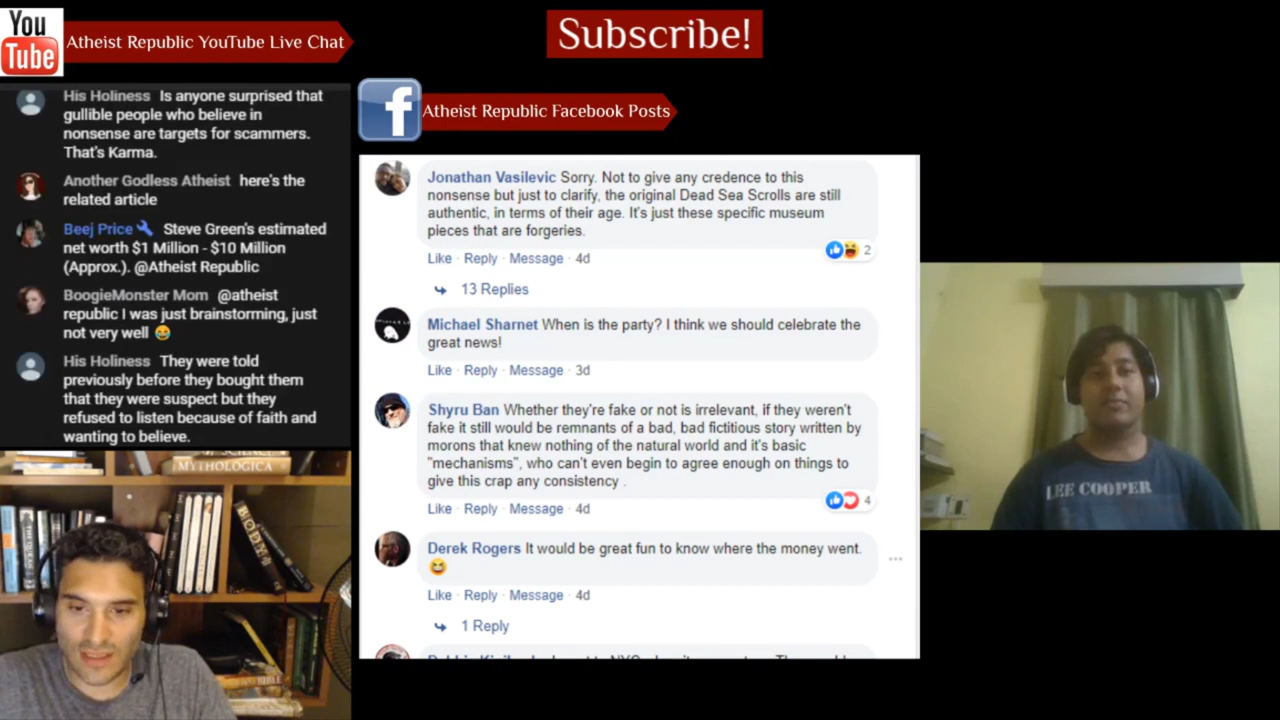 You
Tube
Atheist Republic YouTube Live Chat
Subscribe!
His Holiness Is anyone surprised that
gullible people who believe in
nonsense are targets for scammers.
That's Karma.
Another Godless Atheist here's the
related article
Beej Price Steve Green's estimated
net worth $1 Million - $10 Million
(Approx.). @Atheist Republic
BoogieMonster Mom @atheist
republic I was just brainstorming, just
not very well 😂
His Holiness They were told
previously before they bought them
that they were suspect but they
refused to listen because of faith and
wanting to believe.
f
Atheist Republic Facebook Posts
Jonathan Vasilevic Sorry. Not to give any credence to this
nonsense but just to clarify, the original Dead Sea Scrolls are still
authentic, in terms of their age. It's just these specific museum
pieces that are forgeries.
2
Like · Reply · Message · 4d
13 Replies
Michael Sharnet When is the party? I think we should celebrate the
great news!
Like · Reply · Message · 3d
Shyru Ban Whether they're fake or not is irrelevant, if they weren't
fake it still would be remnants of a bad, bad fictitious story written by
morons that knew nothing of the natural world and it's basic
"mechanisms", who can't even begin to agree enough on things to
give this crap any consistency .
4
Like · Reply · Message · 4d
Derek Rogers It would be great fun to know where the money went.
😆
Like · Reply · Message · 4d
1 Reply
MYTHOLOGICA
LEE COOPER